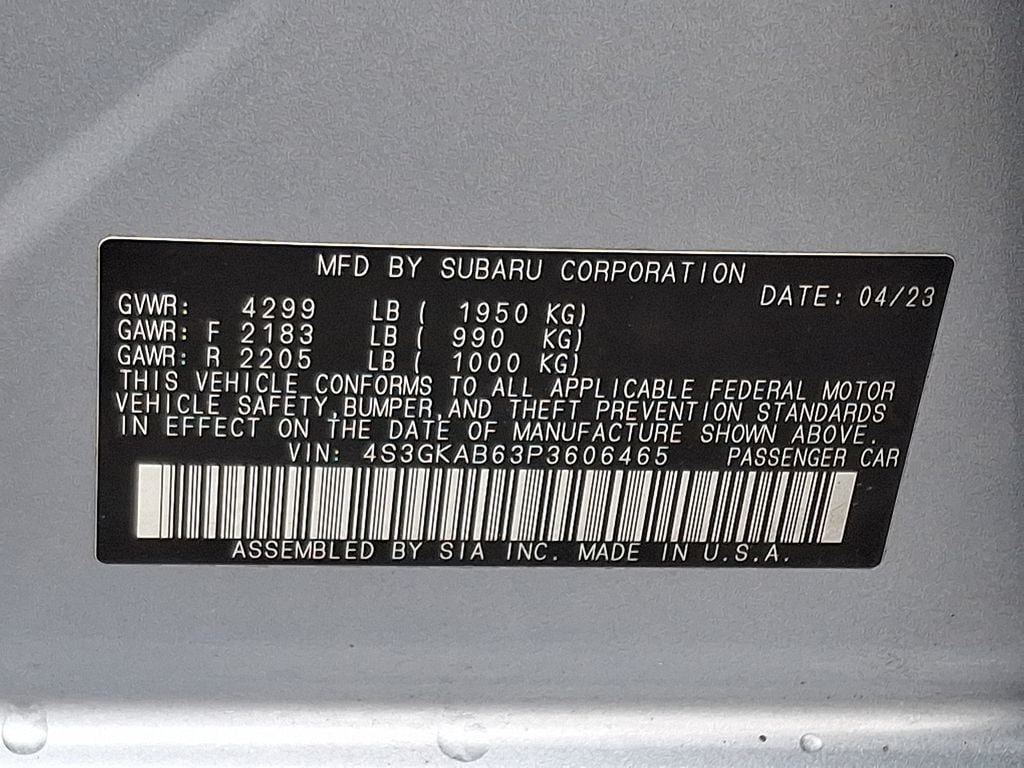 MFD BY SUBARU CORPORATION
DATE: 04/23
GVWR: 4299 LB ( 1950 KG)
GAWR: F 2183 LB ( 990 KG)
GAWR: R 2205 LB ( 1000 KG)
THIS VEHICLE CONFORMS TO ALL APPLICABLE FEDERAL MOTOR
VEHICLE SAFETY,BUMPER,AND THEFT PREVENTION STANDARDS
IN EFFECT ON THE DATE OF MANUFACTURE SHOWN ABOVE.
VIN: 4S3GKAB63P3606465 PASSENGER CAR
ASSEMBLED BY SIA INC. MADE IN U.S.A.